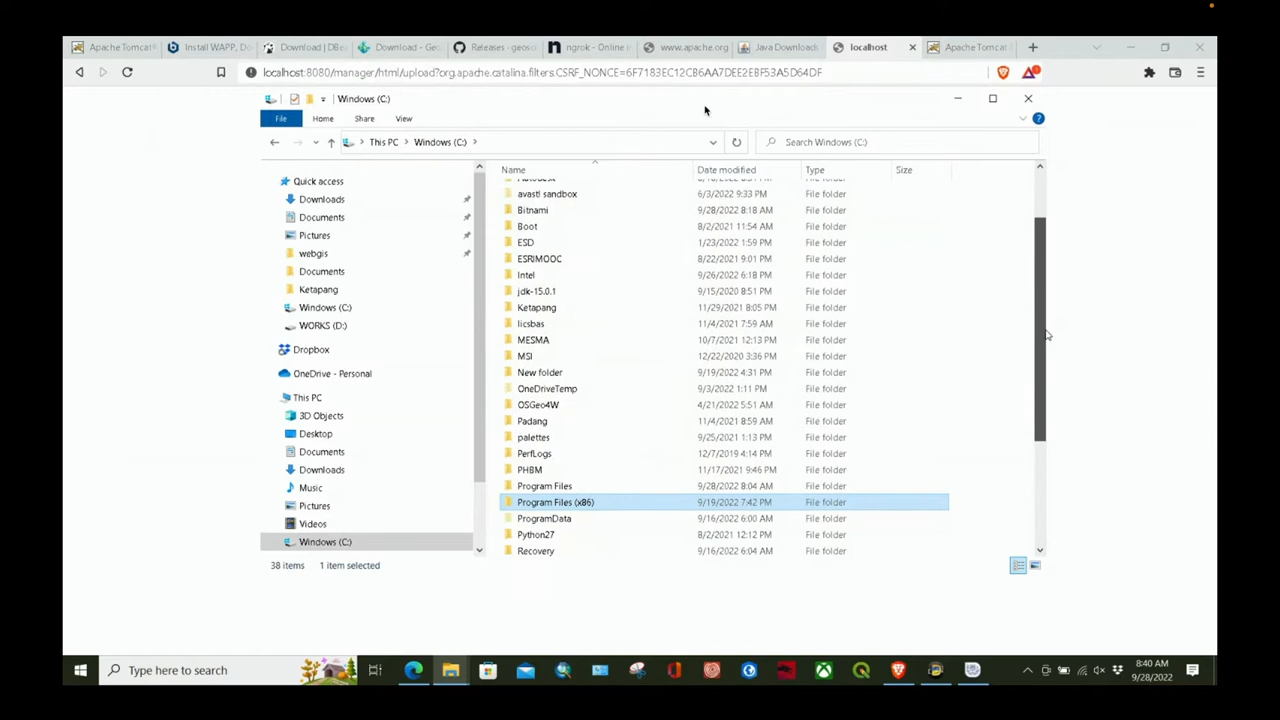 Apache Tomcat® Install WAPP, Do Download | DBe Download - Geo Releases · geoso ngrok - Online i www.apache.org Java Downloads localhost Apache Tomcat
localhost:8080/manager/html/upload?org.apache.catalina.filters.CSRF_NONCE=6F7183EC12CB6AA7DEE2EBF53A5D64DF
Windows (C:)
File Home Share View
This PC Windows (C:) Search Windows (C:)
Name Date modified Type Size
Quick access
Downloads
Documents
Pictures
webgis
Documents
Ketapang
Windows (C:)
WORKS (D:)
Dropbox
OneDrive - Personal
This PC
3D Objects
Desktop
Documents
Downloads
Music
Pictures
Videos
Windows (C:)
avast! sandbox 6/3/2022 9:33 PM File folder
Bitnami 9/28/2022 8:18 AM File folder
Boot 8/2/2021 11:54 AM File folder
ESD 1/23/2022 1:59 PM File folder
ESRIMOOC 8/22/2021 9:01 PM File folder
Intel 9/26/2022 6:18 PM File folder
jdk-15.0.1 9/15/2020 8:51 PM File folder
Ketapang 11/29/2021 8:05 PM File folder
licsbas 11/4/2021 7:59 AM File folder
MESMA 10/7/2021 12:13 PM File folder
MSI 12/22/2020 3:36 PM File folder
New folder 9/19/2022 4:31 PM File folder
OneDriveTemp 9/3/2022 1:11 PM File folder
OSGeo4W 4/21/2022 5:51 AM File folder
Padang 11/4/2021 8:59 AM File folder
palettes 9/25/2021 1:13 PM File folder
PerfLogs 12/7/2019 4:14 PM File folder
PHBM 11/17/2021 9:46 PM File folder
Program Files 9/28/2022 8:04 AM File folder
Program Files (x86) 9/19/2022 7:42 PM File folder
ProgramData 9/16/2022 6:00 AM File folder
Python27 8/2/2021 12:12 PM File folder
Recovery 9/16/2022 6:04 AM File folder
38 items 1 item selected
Type here to search
8:40 AM
9/28/2022